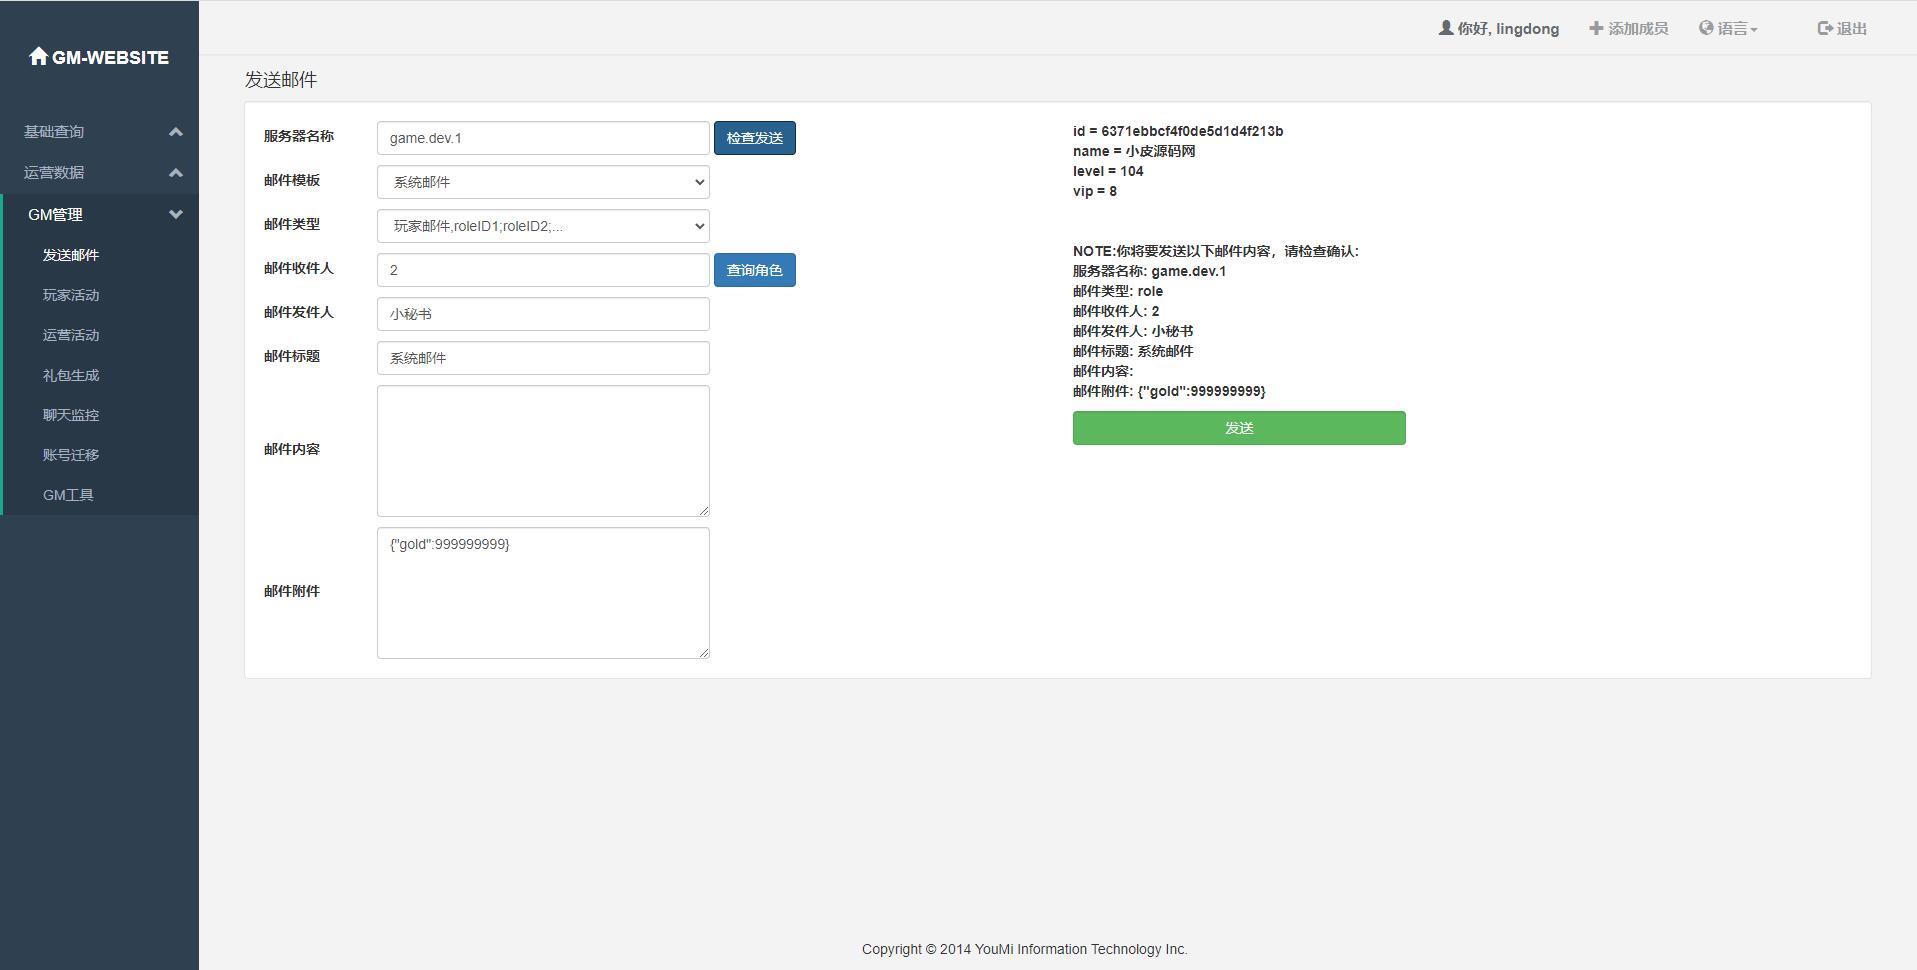 GM-WEBSITE
你好, lingdong
添加成员
语言
退出
基础查询
运营数据
GM管理
发送邮件
玩家活动
运营活动
礼包生成
聊天监控
账号迁移
GM工具
发送邮件
服务器名称
game.dev.1
检查发送
邮件模板
系统邮件
邮件类型
玩家邮件,roleID1;roleID2;...
邮件收件人
2
查询角色
邮件发件人
小秘书
邮件标题
系统邮件
邮件内容
邮件附件
{"gold":999999999}
id = 6371ebbcf4f0de5d1d4f213b
name = 小皮源码网
level = 104
vip = 8
NOTE:你将要发送以下邮件内容，请检查确认:
服务器名称: game.dev.1
邮件类型: role
邮件收件人: 2
邮件发件人: 小秘书
邮件标题: 系统邮件
邮件内容:
邮件附件: {"gold":999999999}
发送
Copyright © 2014 YouMi Information Technology Inc.